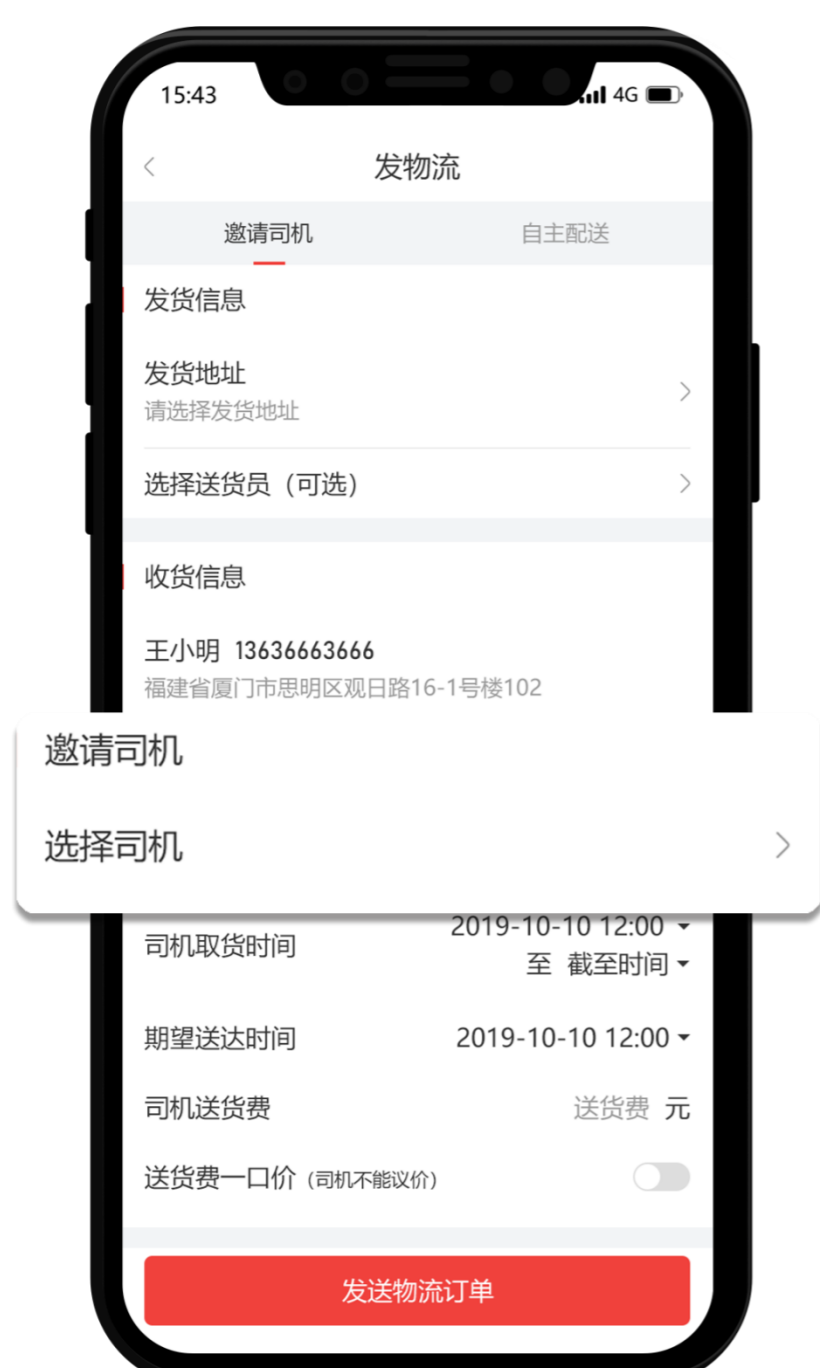 15:43
4G
发物流
邀请司机
自主配送
发货信息
发货地址
请选择发货地址
选择送货员（可选）
收货信息
王小明 13636663666
福建省厦门市思明区观日路16-1号楼102
邀请司机
选择司机
司机取货时间
2019-10-10 12:00
至 截至时间
期望送达时间
2019-10-10 12:00
司机送货费
送货费 元
送货费一口价（司机不能议价）
发送物流订单